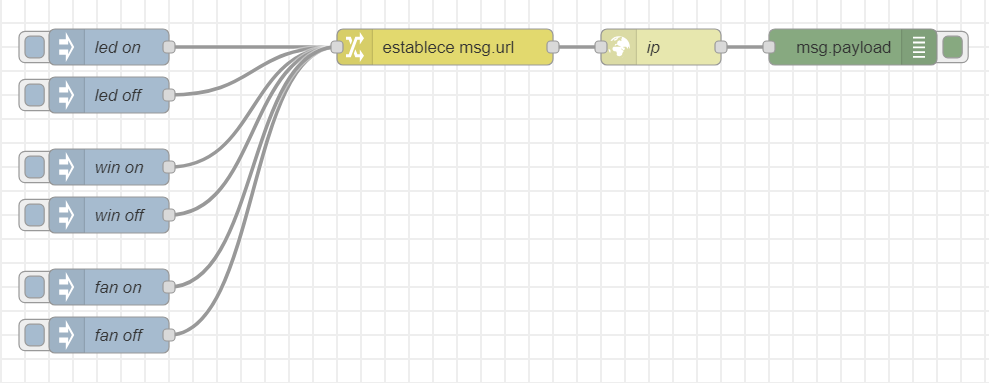 led on
establece msg.url
ip
msg.payload
led off
win on
win off
fan on
fan off